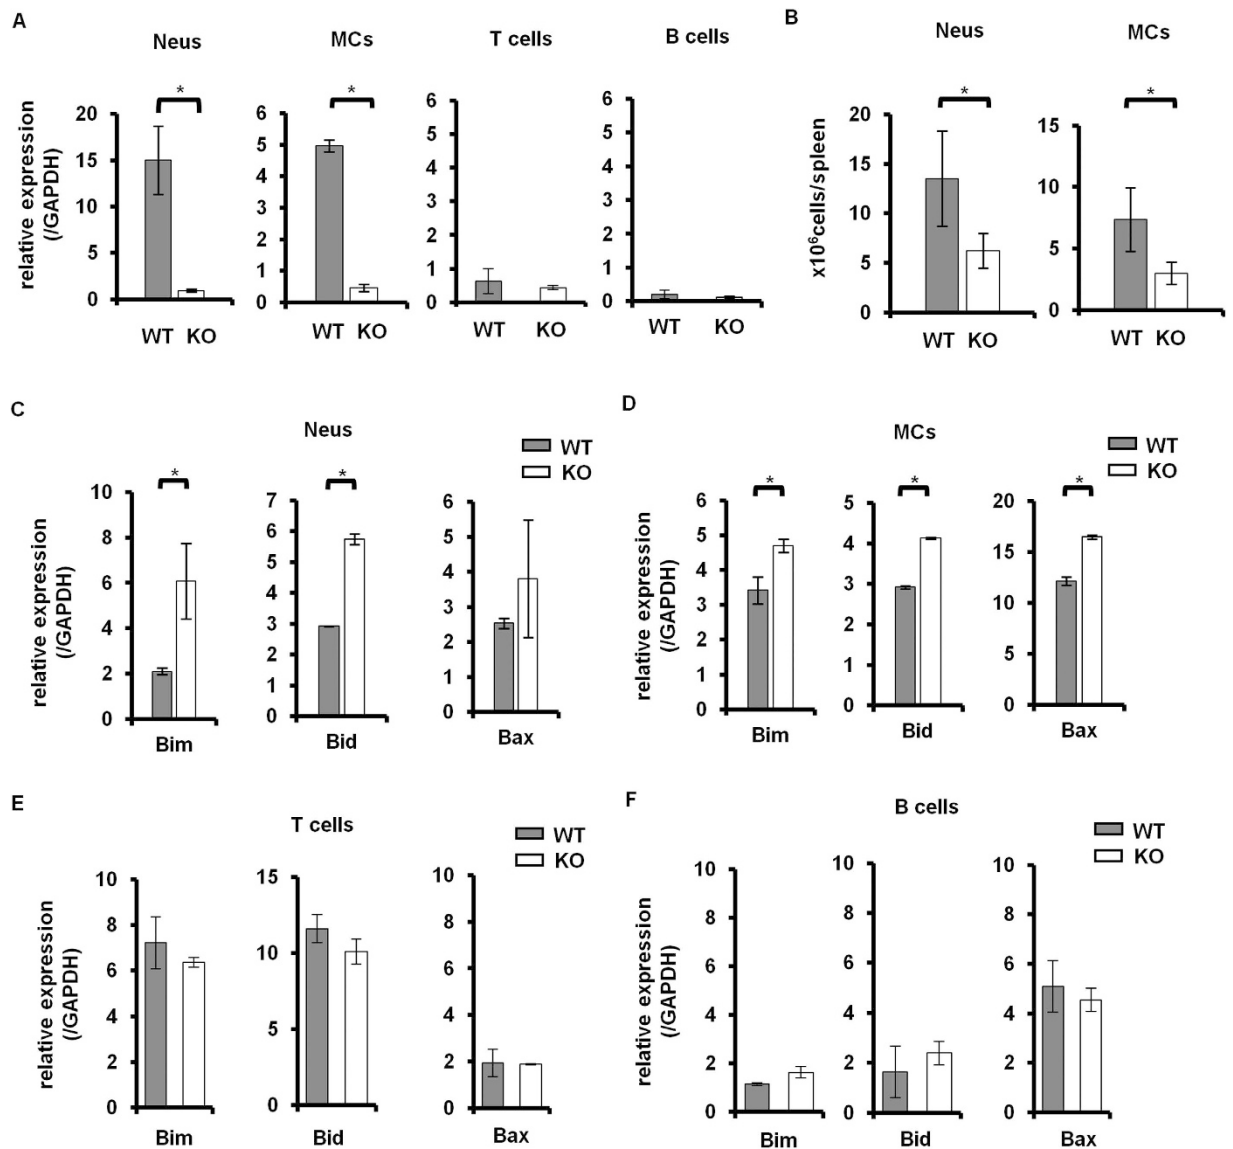 A
Neus
MCs
T cells
B cells
B
Neus
MCs
relative expression
(/GAPDH)
20
15
10
5
0
*
WT KO
6
5
4
3
2
1
0
*
WT KO
6
5
4
3
2
1
0
WT KO
6
5
4
3
2
1
0
WT KO
x10⁶cells/spleen
20
15
10
5
0
*
WT KO
15
10
5
0
*
WT KO
C
Neus
WT
KO
relative expression
(/GAPDH)
10
8
6
4
2
0
*
Bim
7
6
5
4
3
2
1
0
*
Bid
6
5
4
3
2
1
0
Bax
D
MCs
WT
KO
relative expression
(/GAPDH)
6
5
4
3
2
1
0
*
Bim
5
4
3
2
1
0
*
Bid
20
15
10
5
0
*
Bax
E
T cells
WT
KO
relative expression
(/GAPDH)
10
8
6
4
2
0
Bim
15
10
5
0
Bid
10
8
6
4
2
0
Bax
F
B cells
WT
KO
relative expression
(/GAPDH)
10
8
6
4
2
0
Bim
10
8
6
4
2
0
Bid
10
8
6
4
2
0
Bax